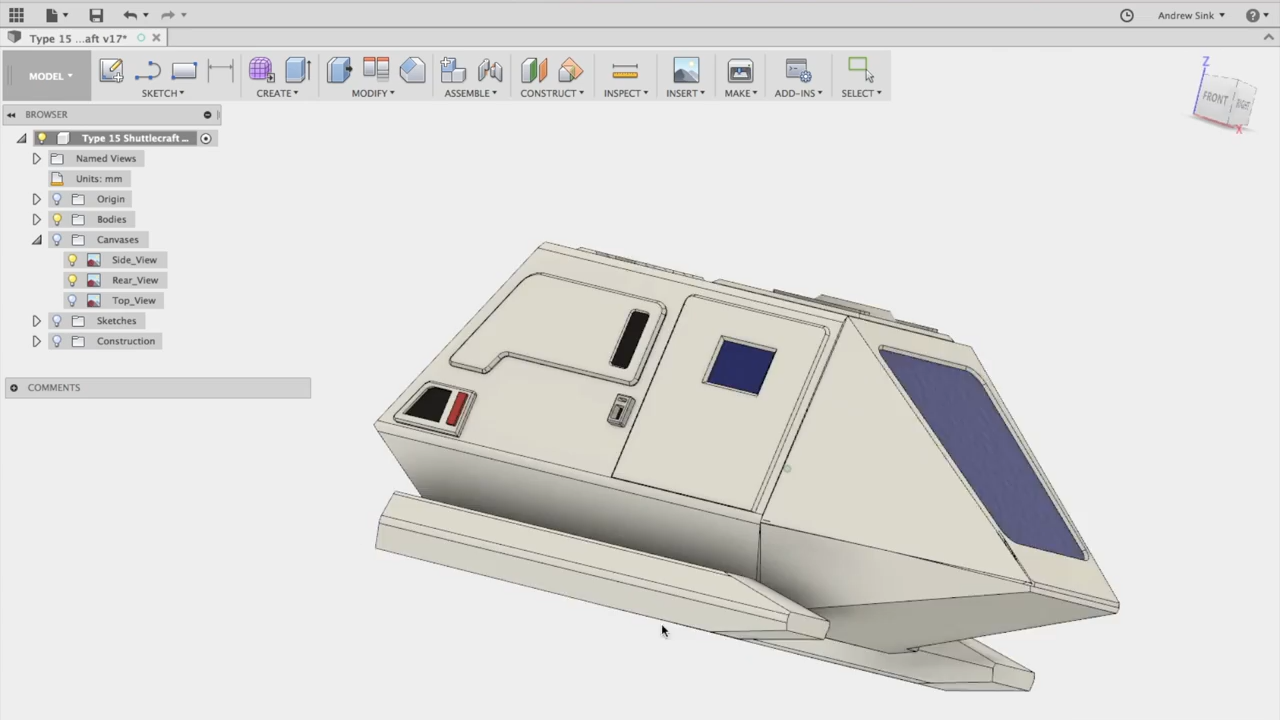 Andrew Sink
Type 15 ...aft v17*
MODEL
SKETCH
CREATE
MODIFY
ASSEMBLE
CONSTRUCT
INSPECT
INSERT
MAKE
ADD-INS
SELECT
Z
FRONT
RIGHT
X
BROWSER
Type 15 Shuttlecraft ...
Named Views
Units: mm
Origin
Bodies
Canvases
Side_View
Rear_View
Top_View
Sketches
Construction
COMMENTS